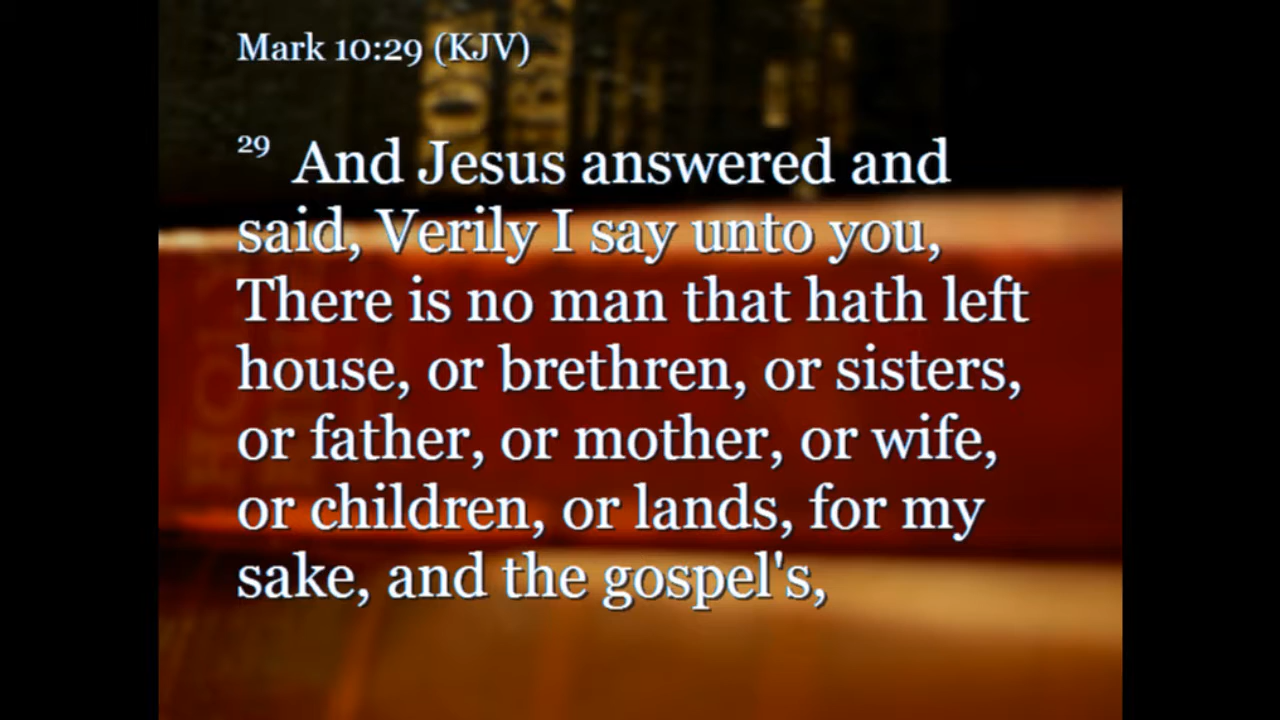 Mark 10:29 (KJV)
29 And Jesus answered and
said, Verily I say unto you,
There is no man that hath left
house, or brethren, or sisters,
or father, or mother, or wife,
or children, or lands, for my
sake, and the gospel's,